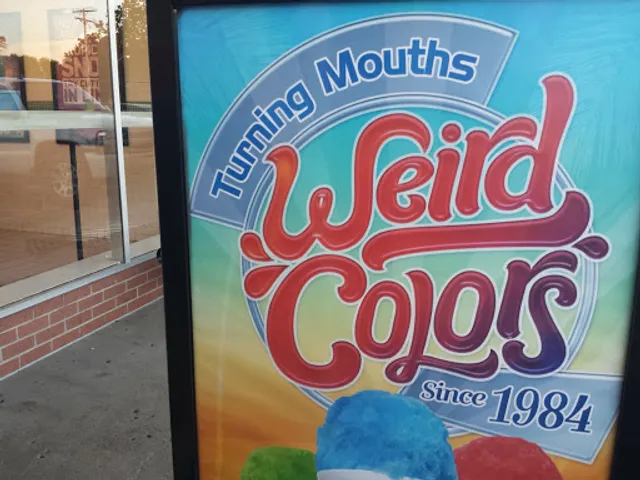 Turning Mouths
Weird
Colors
Since 1984